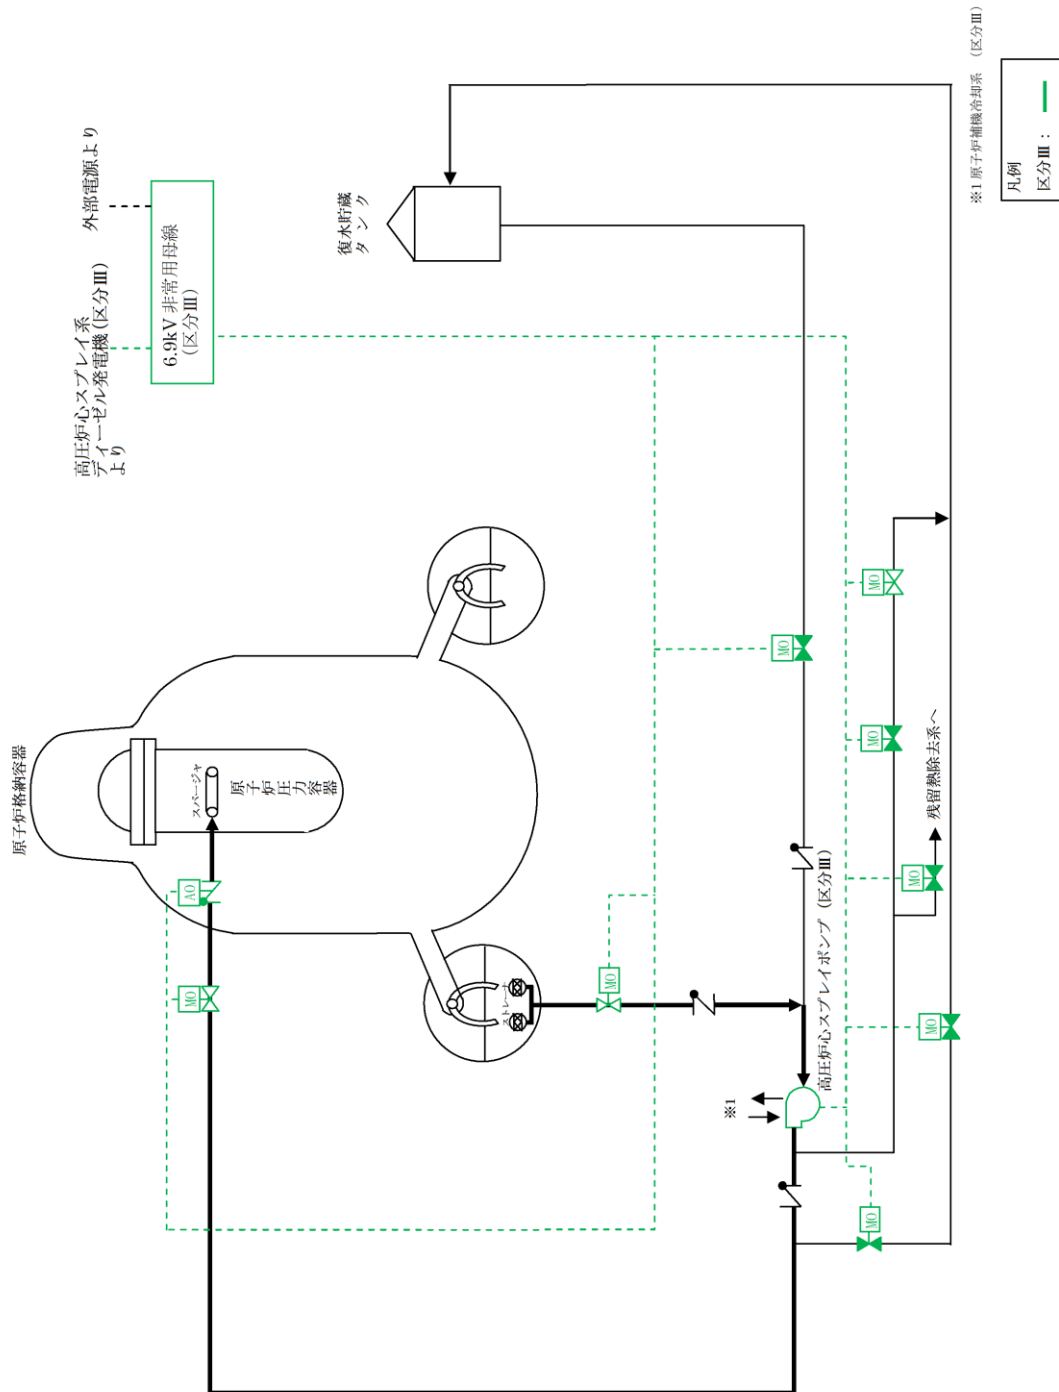 ※1 原子炉補機冷却系 (区分Ⅲ)
凡例
区分Ⅲ：
外部電源より
高圧炉心スプレイ系
ディーゼル発電機(区分Ⅲ)
より
6.9kV 非常用母線
(区分Ⅲ)
復水貯蔵
タンク
原子炉格納容器
スパージャ
原子炉圧力容器
AO
MO
ストレーナ
MO
MO
MO
MO
残留熱除去系へ
MO
高圧炉心スプレイポンプ (区分Ⅲ)
※1
MO
MO